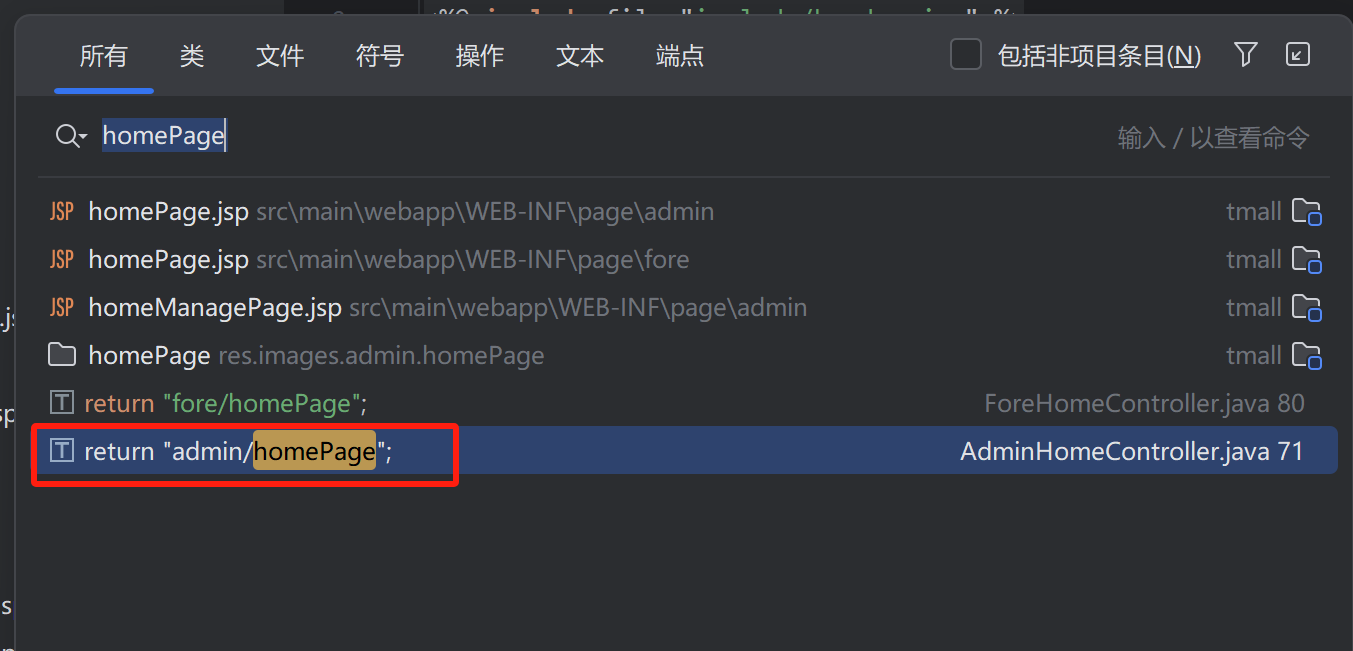 所有 类 文件 符号 操作 文本 端点 包括非项目条目(N)
homePage 输入 / 以查看命令
JSP homePage.jsp src\main\webapp\WEB-INF\page\admin tmall
JSP homePage.jsp src\main\webapp\WEB-INF\page\fore tmall
JSP homeManagePage.jsp src\main\webapp\WEB-INF\page\admin tmall
homePage res.images.admin.homePage tmall
T return "fore/homePage"; ForeHomeController.java 80
T return "admin/homePage"; AdminHomeController.java 71